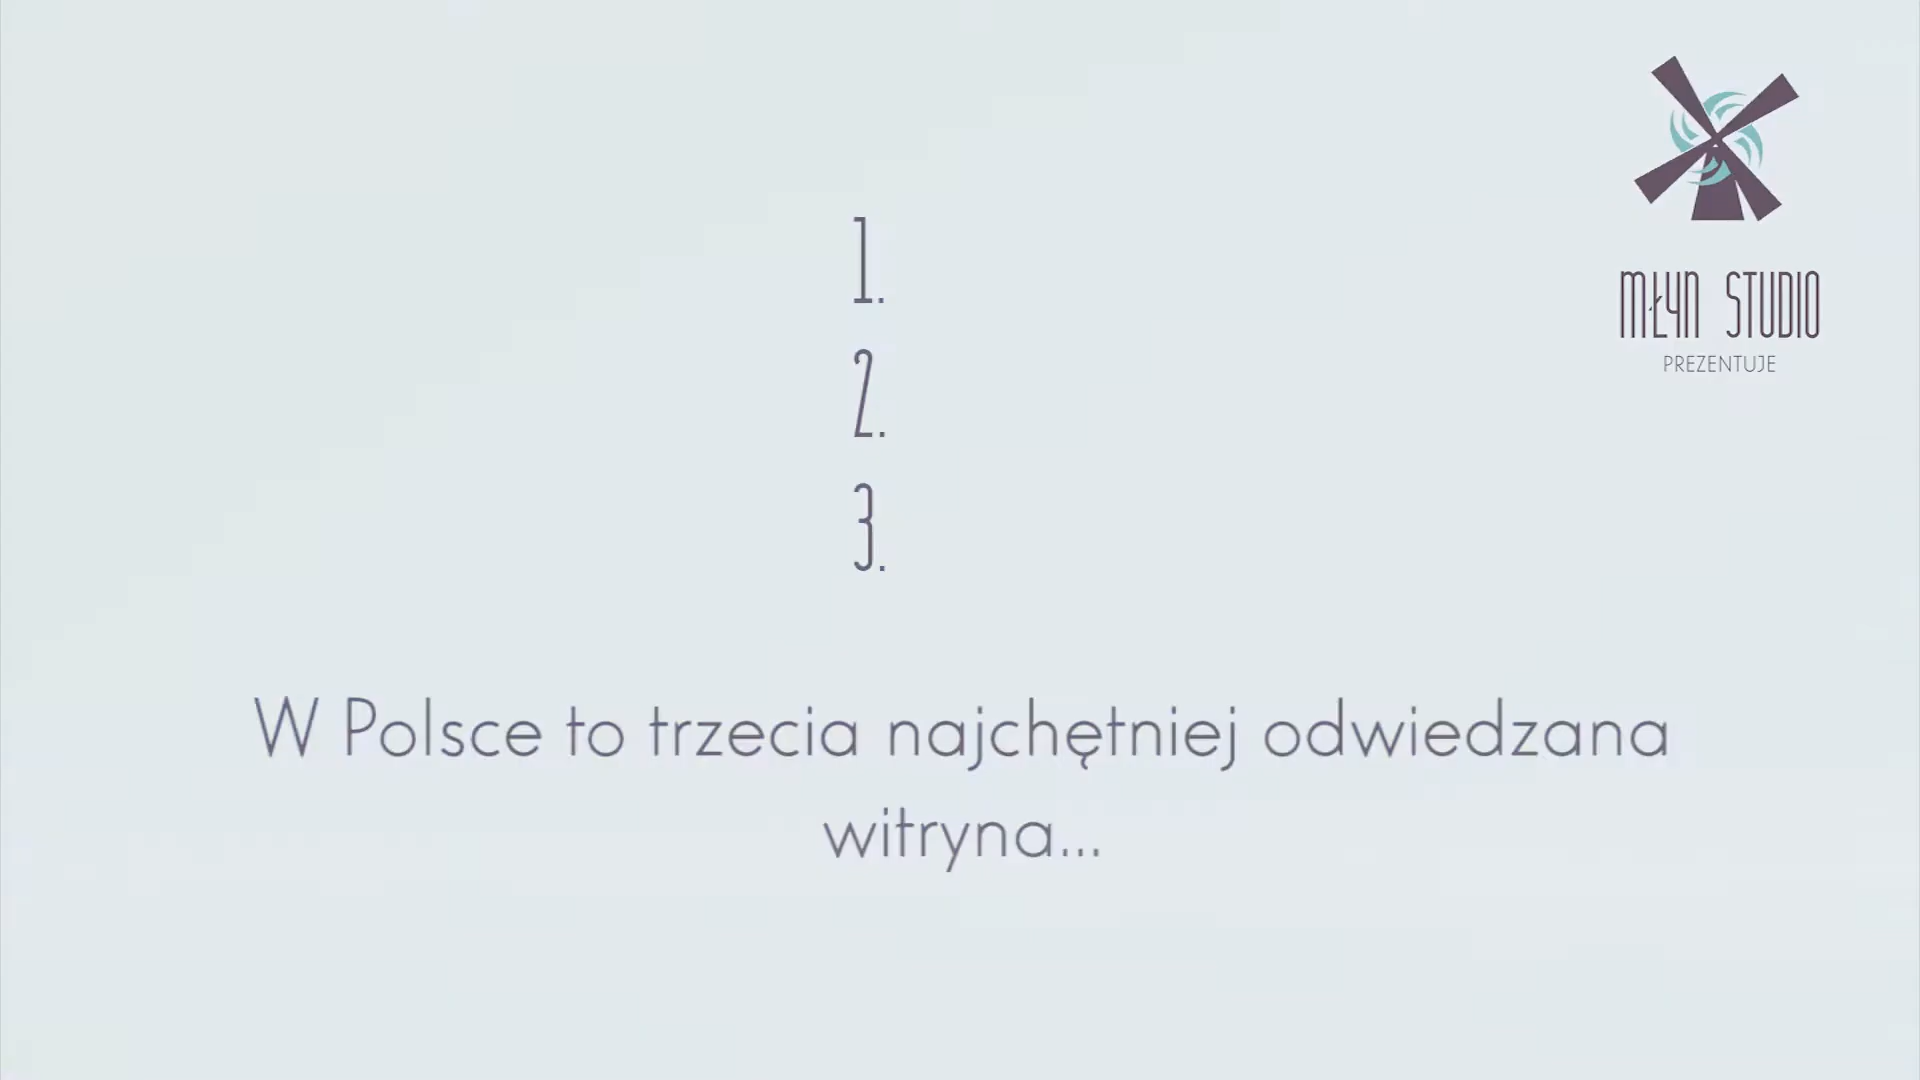 MŁYN STUDIO
PREZENTUJE
1.
2.
3.
W Polsce to trzecia najchętniej odwiedzana
witryna...